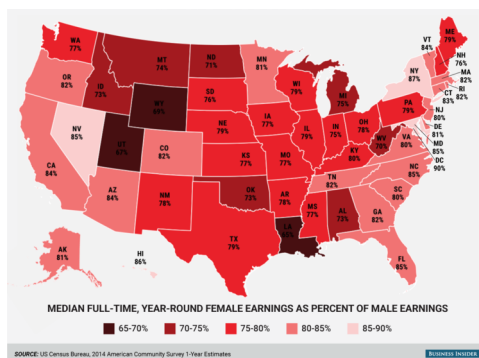 WA
77%
MT
74%
ND
71%
MN
81%
VT
84%
ME
79%
NH
76%
MA
82%
RI
82%
CT
83%
NJ
80%
DE
81%
MD
85%
DC
90%
OR
82%
ID
73%
WY
69%
SD
76%
WI
79%
MI
75%
NY
87%
PA
79%
NV
85%
UT
67%
CO
82%
NE
79%
IA
77%
IL
79%
IN
75%
OH
78%
WV
70%
VA
80%
CA
84%
AZ
84%
NM
78%
KS
77%
MO
77%
KY
80%
TN
82%
NC
85%
SC
80%
OK
73%
AR
78%
TX
79%
LA
65%
MS
77%
AL
73%
GA
82%
FL
85%
AK
81%
HI
86%
MEDIAN FULL-TIME, YEAR-ROUND FEMALE EARNINGS AS PERCENT OF MALE EARNINGS
65-70% 70-75% 75-80% 80-85% 85-90%
SOURCE: US Census Bureau, 2014 American Community Survey 1-Year Estimates
BUSINESS INSIDER